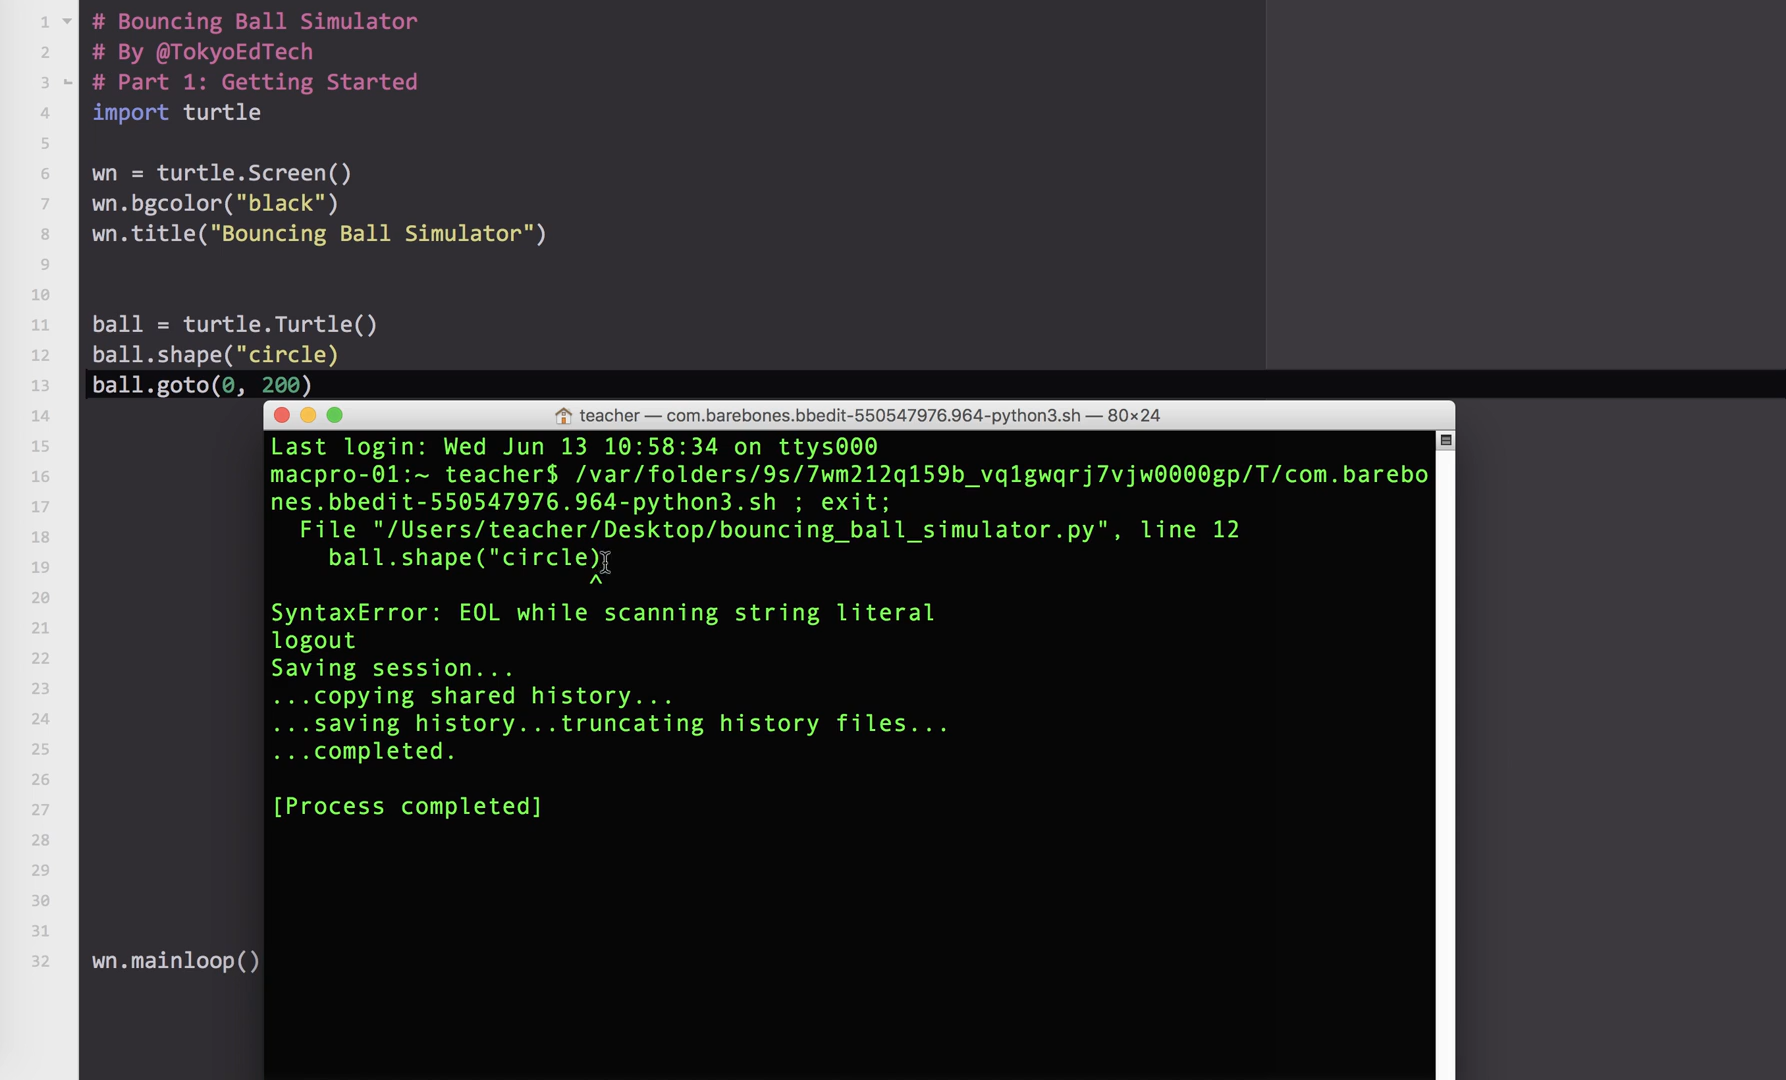 1 # Bouncing Ball Simulator
2 # By @TokyoEdTech
3 # Part 1: Getting Started
4 import turtle
5
6 wn = turtle.Screen()
7 wn.bgcolor("black")
8 wn.title("Bouncing Ball Simulator")
9
10
11 ball = turtle.Turtle()
12 ball.shape("circle)
13 ball.goto(0, 200)
14
15
16
17
18
19
20
21
22
23
24
25
26
27
28
29
30
31
32 wn.mainloop()
teacher — com.barebones.bbedit-550547976.964-python3.sh — 80×24
Last login: Wed Jun 13 10:58:34 on ttys000
macpro-01:~ teacher$ /var/folders/9s/7wm212q159b_vq1gwqrj7vjw0000gp/T/com.barebo
nes.bbedit-550547976.964-python3.sh ; exit;
  File "/Users/teacher/Desktop/bouncing_ball_simulator.py", line 12
    ball.shape("circle)
                      ^
SyntaxError: EOL while scanning string literal
logout
Saving session...
...copying shared history...
...saving history...truncating history files...
...completed.

[Process completed]